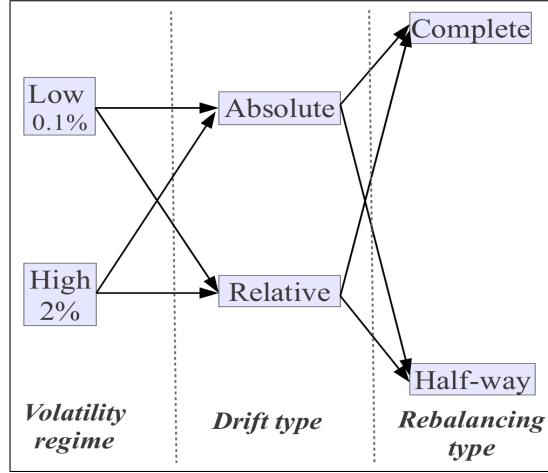 Complete
Low
0.1%
Absolute
High
2%
Relative
Half-way
Volatility
regime
Drift type
Rebalancing
type